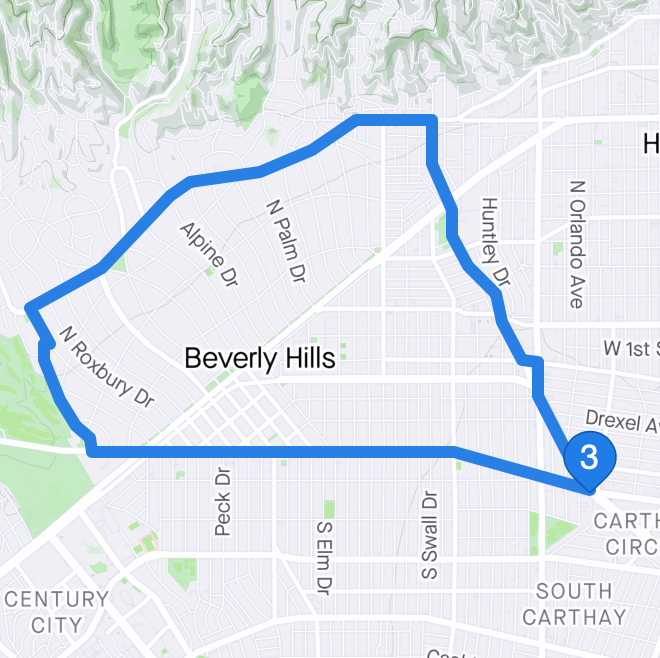 H
N Orlando Ave
Huntley Dr
N Palm Dr
Alpine Dr
W 1st S
Beverly Hills
N Roxbury Dr
Drexel Av
3
Peck Dr
S Elm Dr
S Swall Dr
CARTH
CIRC
CENTURY
CITY
SOUTH
CARTHAY